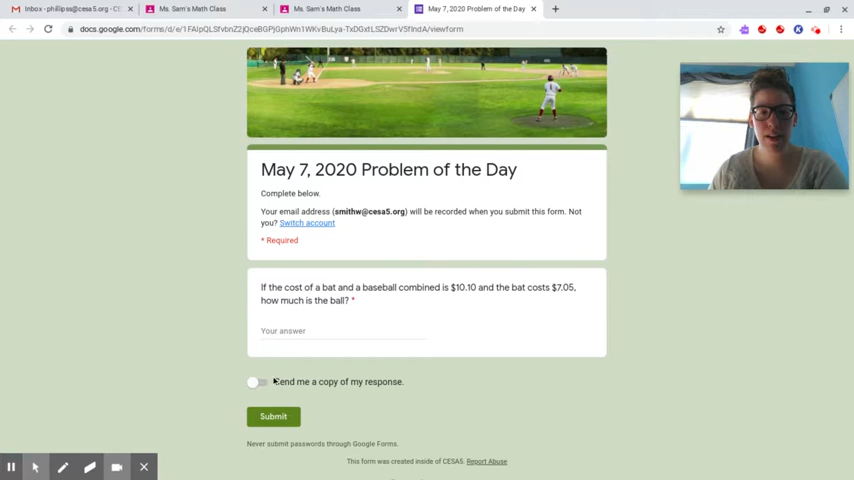 Inbox - phillipss@cesa5.org - CE
Ms. Sam's Math Class
Ms. Sam's Math Class
May 7, 2020 Problem of the Day
May 7, 2020 Problem of the Day
Complete below.
Your email address (smithw@cesa5.org) will be recorded when you submit this form. Not
you? Switch account
* Required
If the cost of a bat and a baseball combined is $10.10 and the bat costs $7.05,
how much is the ball? *
Your answer
Send me a copy of my response.
Submit
Never submit passwords through Google Forms.
This form was created inside of CESA5. Report Abuse